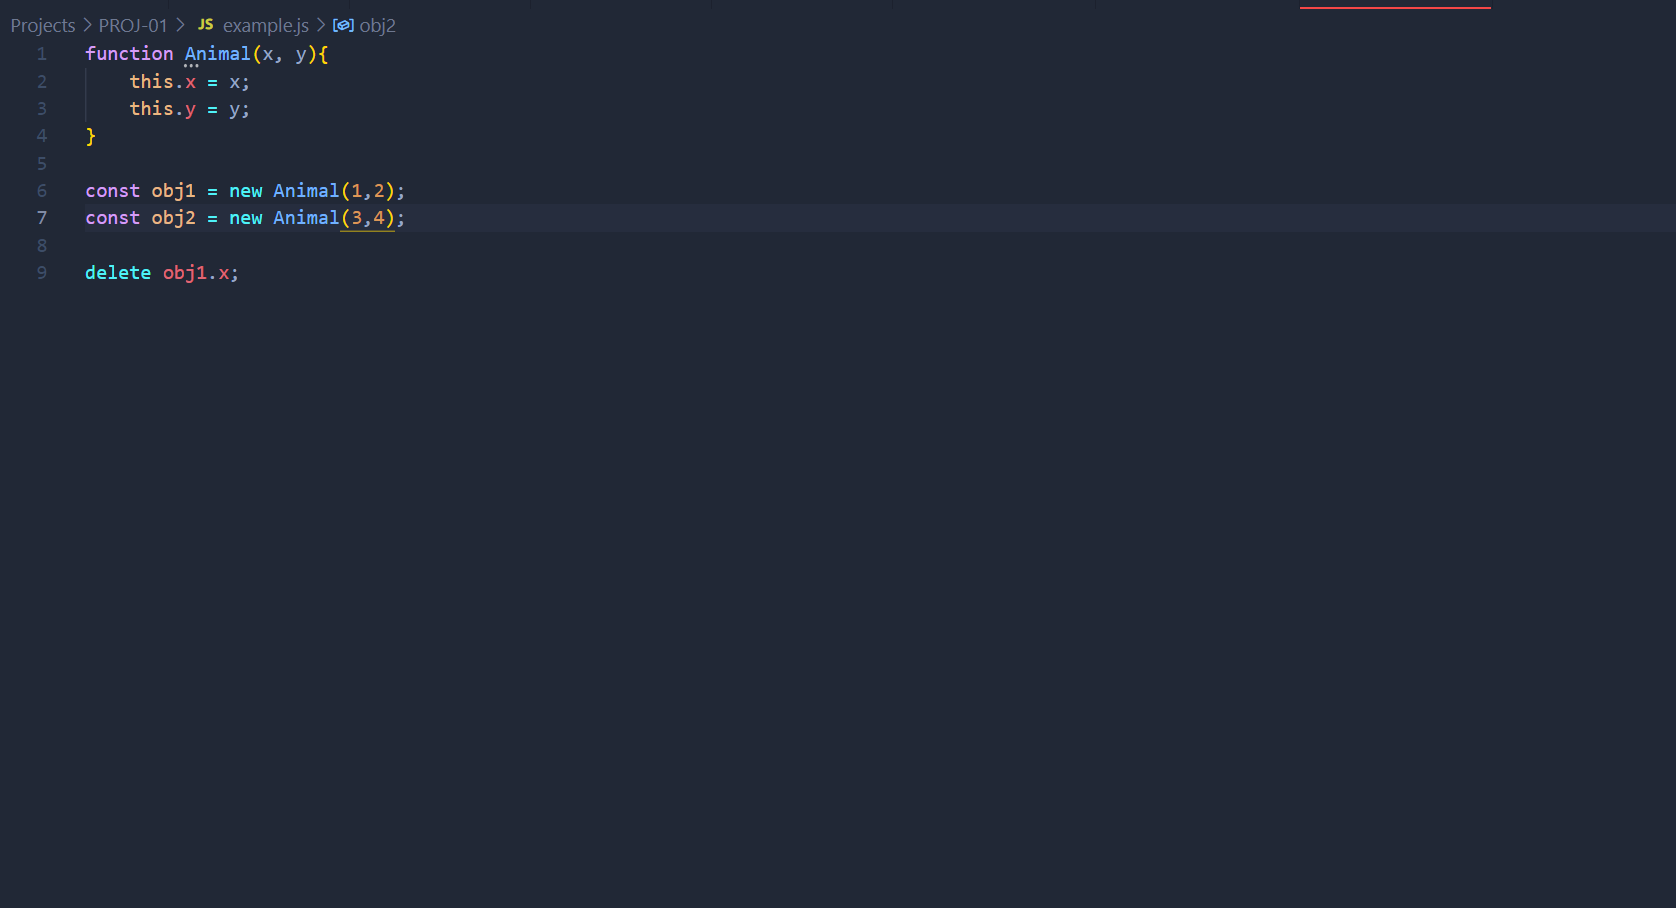 Projects > PROJ-01 > JS example.js > obj2
1 function Animal(x, y){
2 this.x = x;
3 this.y = y;
4 }
5
6 const obj1 = new Animal(1,2);
7 const obj2 = new Animal(3,4);
8
9 delete obj1.x;